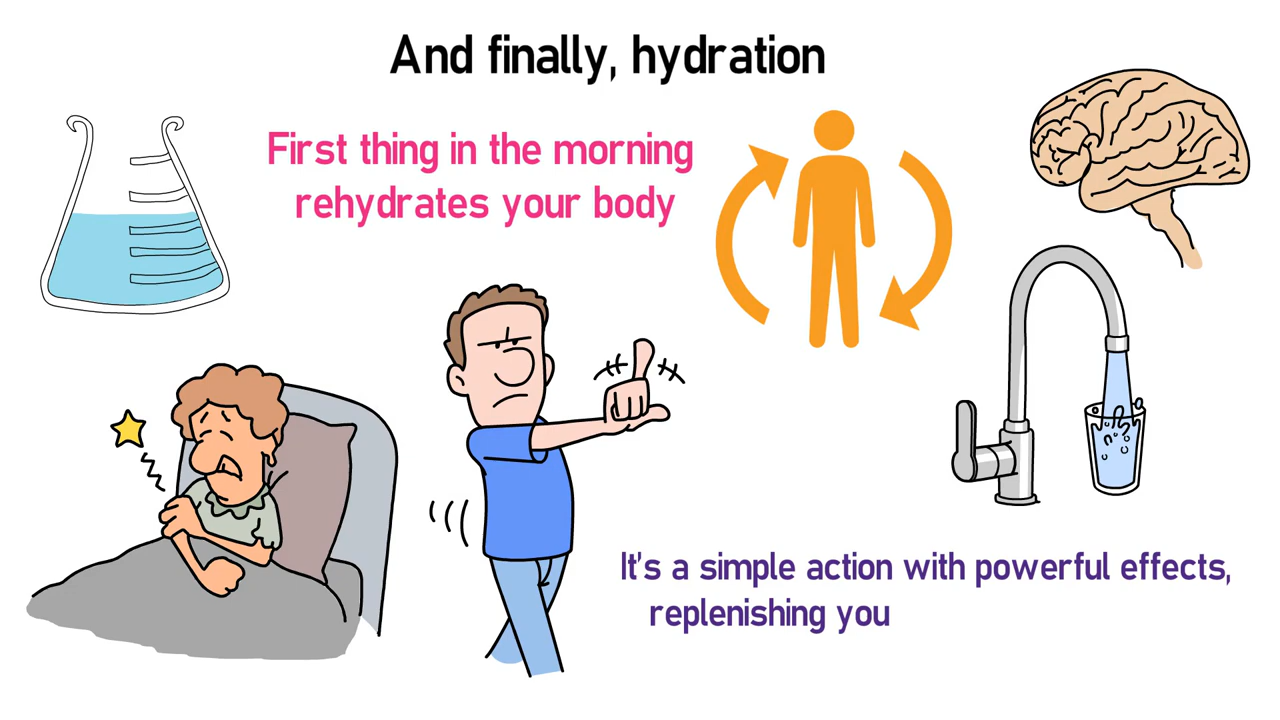 And finally, hydration
First thing in the morning
rehydrates your body
It's a simple action with powerful effects,
replenishing you